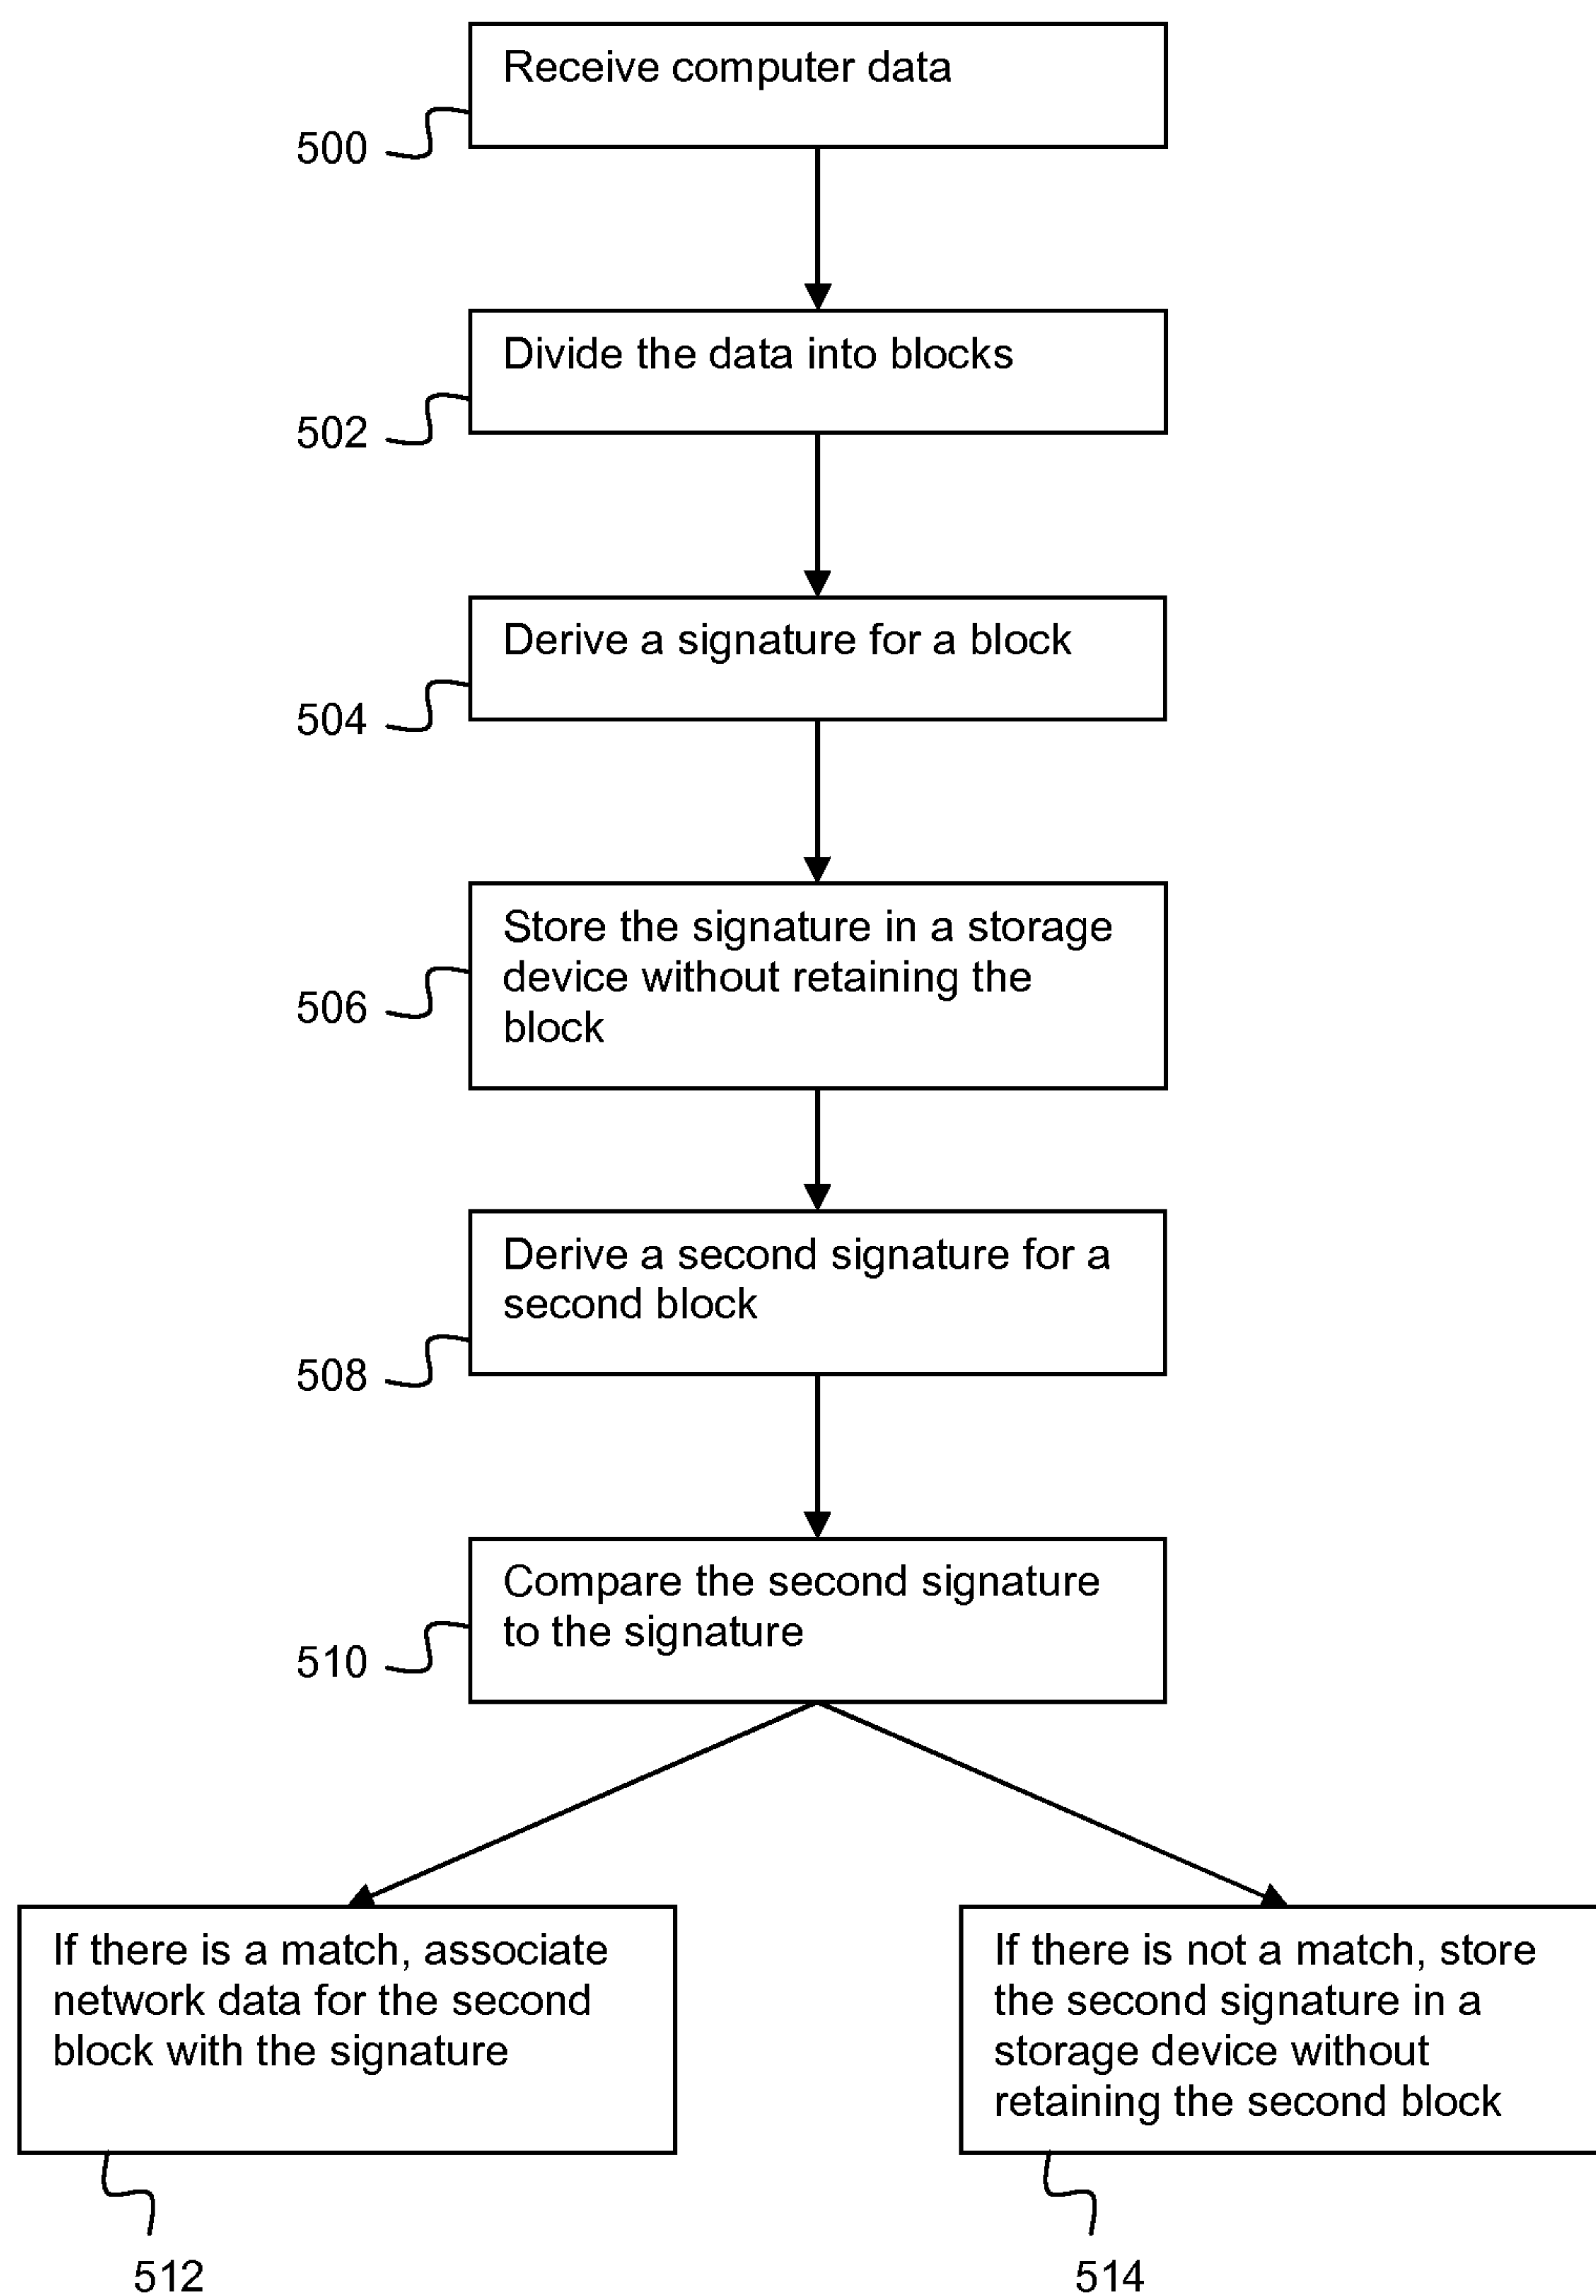 Receive computer data
500
Divide the data into blocks
502
Derive a signature for a block
504
Store the signature in a storage
device without retaining the
block
506
Derive a second signature for a
second block
508
Compare the second signature
to the signature
510
If there is a match, associate
network data for the second
block with the signature
512
If there is not a match, store
the second signature in a
storage device without
retaining the second block
514